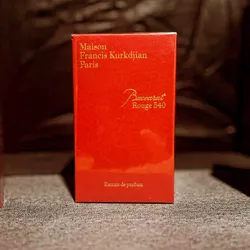 Maison
Francis Kurkdjian
Paris
Baccarat
Rouge 540
Extrait de parfum